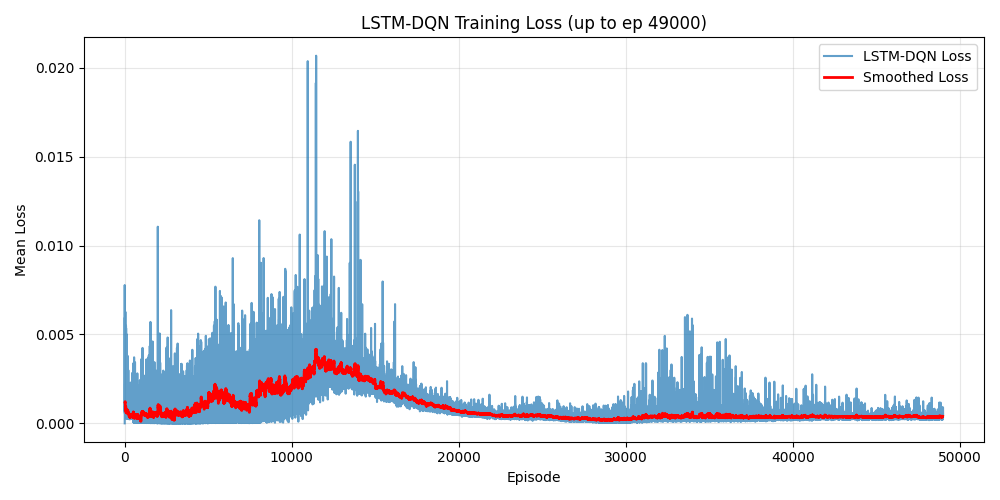 LSTM-DQN Training Loss (up to ep 49000)
LSTM-DQN Loss
Smoothed Loss
Mean Loss
0.020
0.015
0.010
0.005
0.000
0
10000
20000
30000
40000
50000
Episode